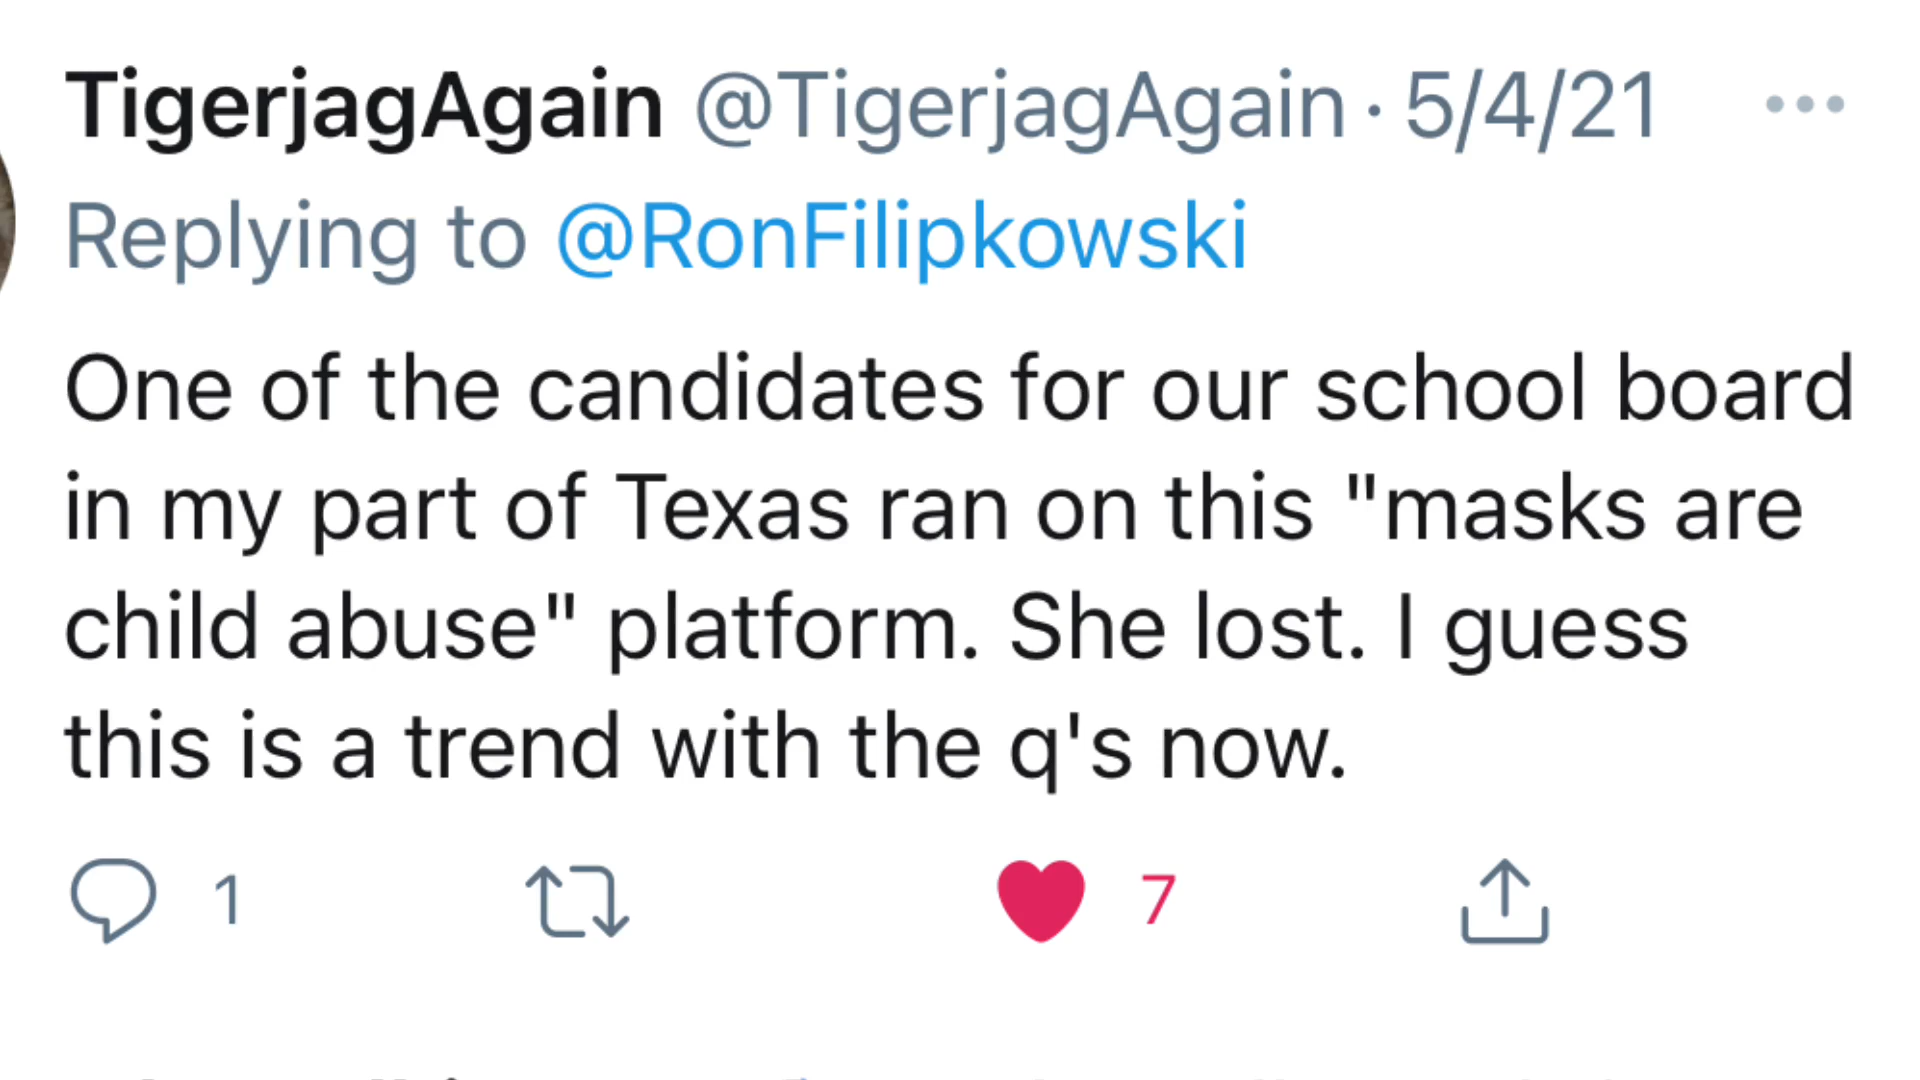 TigerjagAgain @TigerjagAgain · 5/4/21 ...
Replying to @RonFilipkowski
One of the candidates for our school board
in my part of Texas ran on this "masks are
child abuse" platform. She lost. I guess
this is a trend with the q's now.
1 7